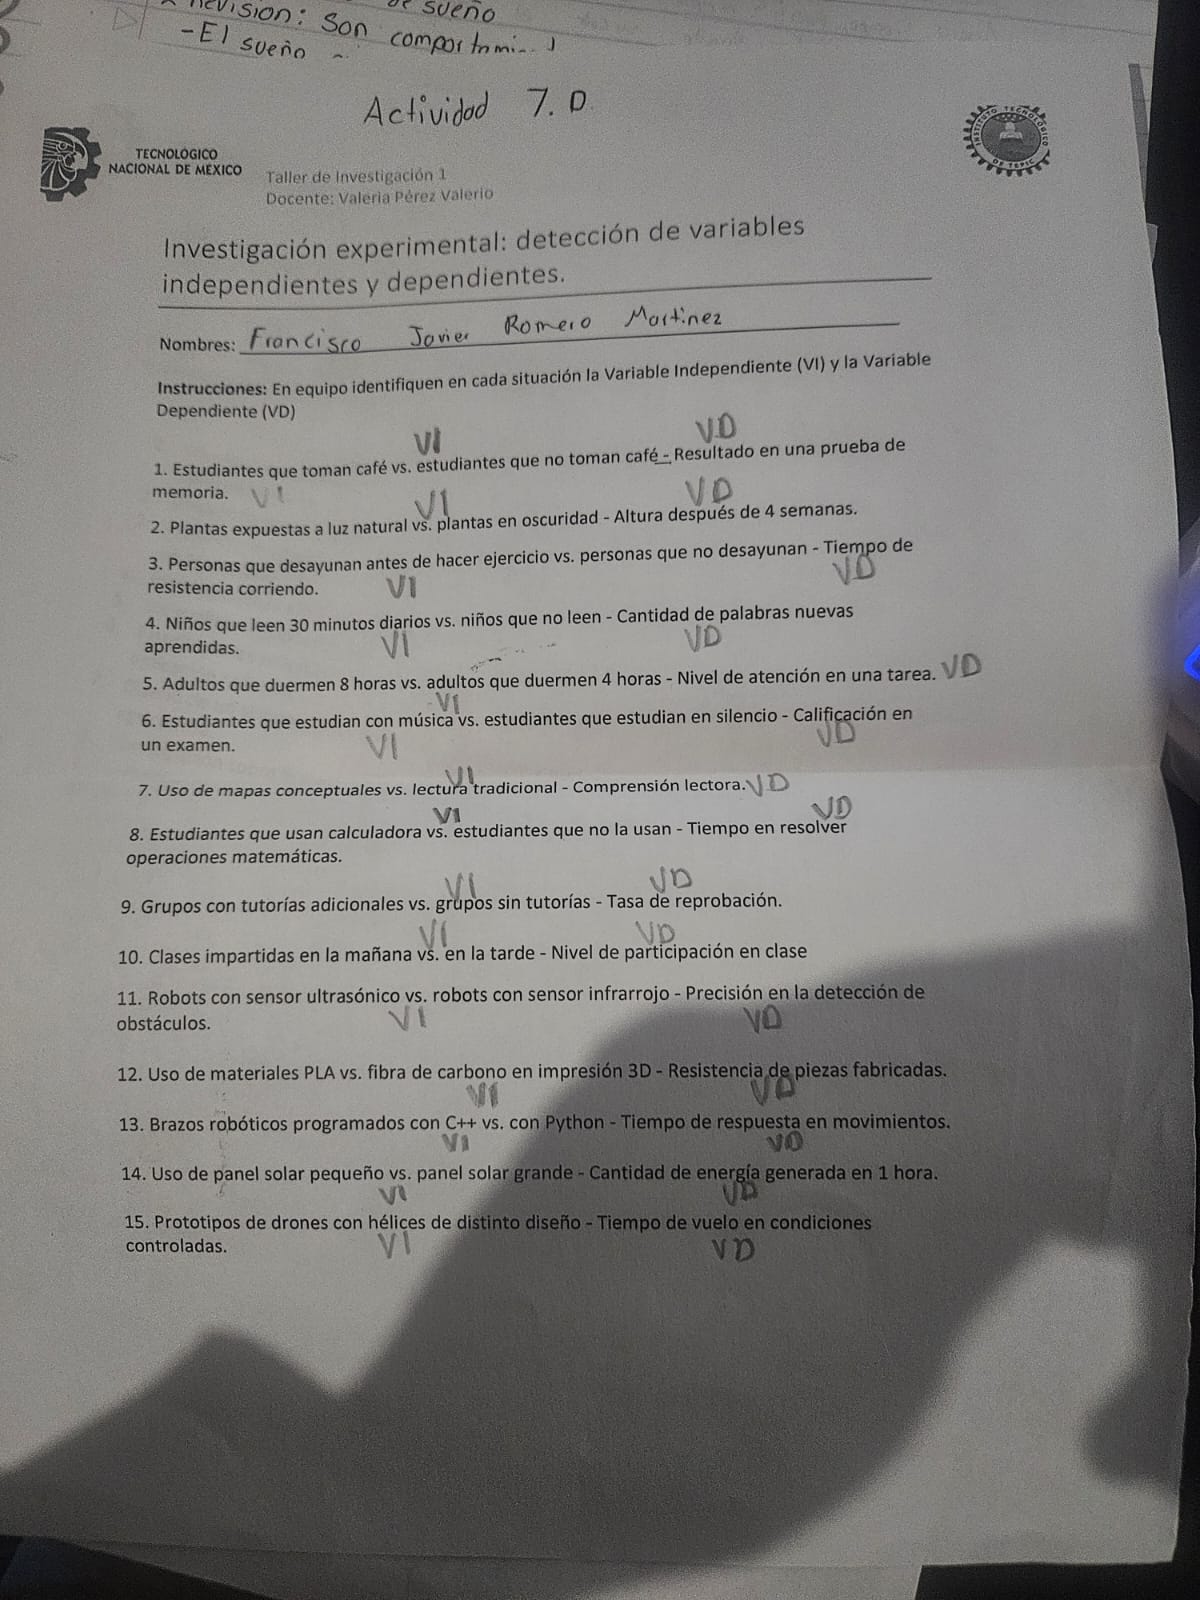 Revisión: Son
de sueño
-El sueño
Actividad 7.0
TECNOLÓGICO
NACIONAL DE MÉXICO
INSTITUTO TECNOLÓGICO
DE TEPIC
Taller de Investigación 1
Docente: Valeria Pérez Valerio
Investigación experimental: detección de variables
independientes y dependientes.
Nombres: Francisco Javier Romero Martinez
Instrucciones: En equipo identifiquen en cada situación la Variable Independiente (VI) y la Variable
Dependiente (VD)
VI VD
1. Estudiantes que toman café vs. estudiantes que no toman café - Resultado en una prueba de
memoria. VI
VI VD
2. Plantas expuestas a luz natural vs. plantas en oscuridad - Altura después de 4 semanas.
3. Personas que desayunan antes de hacer ejercicio vs. personas que no desayunan - Tiempo de
resistencia corriendo. VI VD
4. Niños que leen 30 minutos diarios vs. niños que no leen - Cantidad de palabras nuevas
aprendidas. VI VD
5. Adultos que duermen 8 horas vs. adultos que duermen 4 horas - Nivel de atención en una tarea. VD
VI
6. Estudiantes que estudian con música vs. estudiantes que estudian en silencio - Calificación en
un examen. VI VD
VI
7. Uso de mapas conceptuales vs. lectura tradicional - Comprensión lectora. VD
VI VD
8. Estudiantes que usan calculadora vs. estudiantes que no la usan - Tiempo en resolver
operaciones matemáticas.
VI VD
9. Grupos con tutorías adicionales vs. grupos sin tutorías - Tasa de reprobación.
VI VD
10. Clases impartidas en la mañana vs. en la tarde - Nivel de participación en clase
11. Robots con sensor ultrasónico vs. robots con sensor infrarrojo - Precisión en la detección de
obstáculos. VI VD
12. Uso de materiales PLA vs. fibra de carbono en impresión 3D - Resistencia de piezas fabricadas.
VI VD
13. Brazos robóticos programados con C++ vs. con Python - Tiempo de respuesta en movimientos.
VI VD
14. Uso de panel solar pequeño vs. panel solar grande - Cantidad de energía generada en 1 hora.
VI VD
15. Prototipos de drones con hélices de distinto diseño - Tiempo de vuelo en condiciones
controladas. VI VD